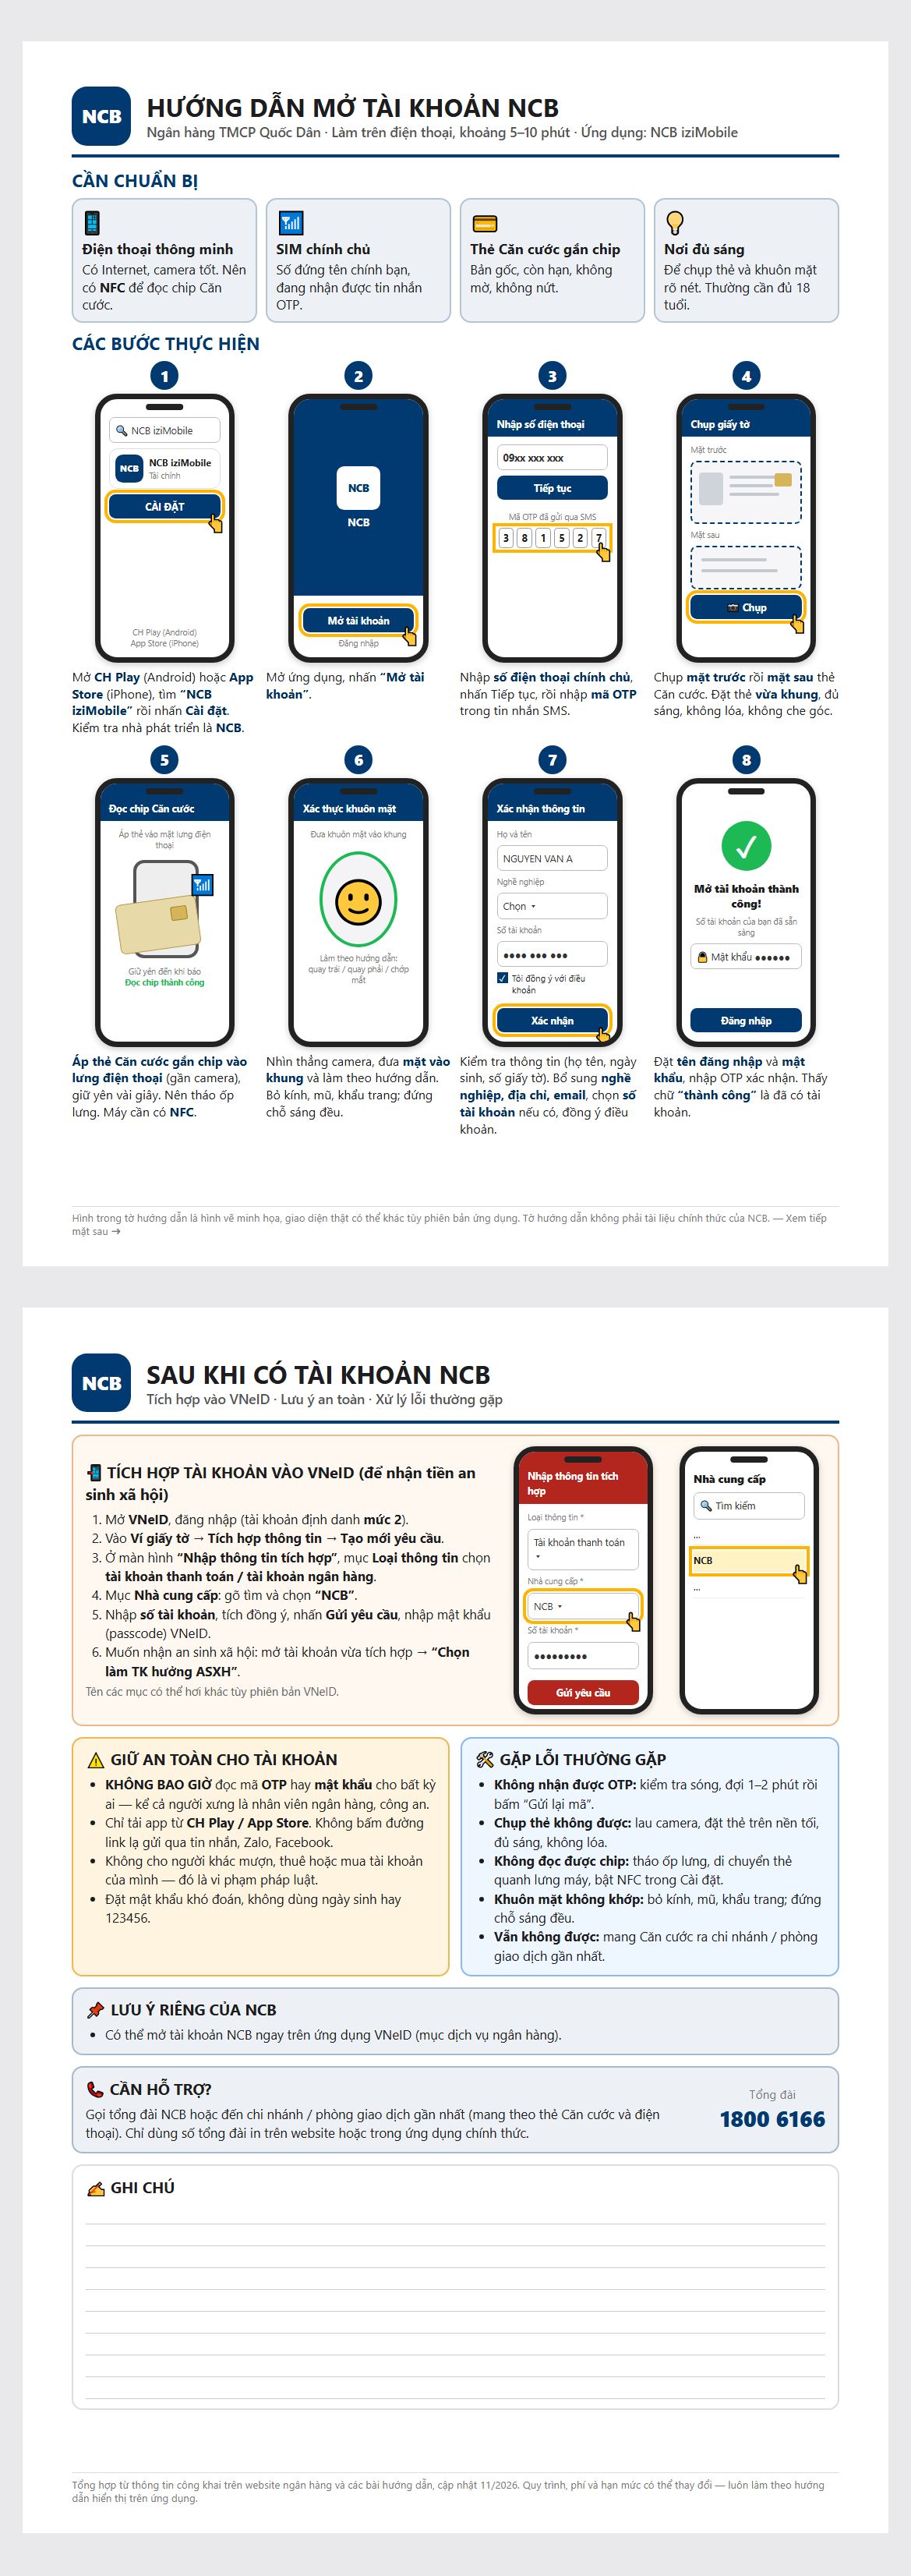 NCB
HƯỚNG DẪN MỞ TÀI KHOẢN NCB
Ngân hàng TMCP Quốc Dân · Làm trên điện thoại, khoảng 5–10 phút · Ứng dụng: NCB iziMobile
CẦN CHUẨN BỊ
Điện thoại thông minh
Có Internet, camera tốt. Nên
có NFC để đọc chip Căn
cước.
SIM chính chủ
Số đứng tên chính bạn,
đang nhận được tin nhắn
OTP.
Thẻ Căn cước gắn chip
Bản gốc, còn hạn, không
mờ, không nứt.
Nơi đủ sáng
Để chụp thẻ và khuôn mặt
rõ nét. Thường cần đủ 18
tuổi.
CÁC BƯỚC THỰC HIỆN
1
NCB iziMobile
NCB
NCB iziMobile
Tài chính
CÀI ĐẶT
CH Play (Android)
App Store (iPhone)
Mở CH Play (Android) hoặc App
Store (iPhone), tìm “NCB
iziMobile” rồi nhấn Cài đặt.
Kiểm tra nhà phát triển là NCB.
2
NCB
NCB
Mở tài khoản
Đăng nhập
Mở ứng dụng, nhấn “Mở tài
khoản”.
3
Nhập số điện thoại
09xx xxx xxx
Tiếp tục
Mã OTP đã gửi qua SMS
3 8 1 5 2 7
Nhập số điện thoại chính chủ,
nhấn Tiếp tục, rồi nhập mã OTP
trong tin nhắn SMS.
4
Chụp giấy tờ
Mặt trước
Mặt sau
Chụp
Chụp mặt trước rồi mặt sau thẻ
Căn cước. Đặt thẻ vừa khung, đủ
sáng, không lóa, không che góc.
5
Đọc chip Căn cước
Áp thẻ vào mặt lưng điện
thoại
Giữ yên đến khi báo
Đọc chip thành công
Áp thẻ Căn cước gắn chip vào
lưng điện thoại (gần camera),
giữ yên vài giây. Nên tháo ốp
lưng. Máy cần có NFC.
6
Xác thực khuôn mặt
Đưa khuôn mặt vào khung
Làm theo hướng dẫn:
quay trái / quay phải / chớp
mắt
Nhìn thẳng camera, đưa mặt vào
khung và làm theo hướng dẫn.
Bỏ kính, mũ, khẩu trang; đứng
chỗ sáng đều.
7
Xác nhận thông tin
Họ và tên
NGUYEN VAN A
Nghề nghiệp
Chọn
Số tài khoản
•••• ••• •••
Tôi đồng ý với điều
khoản
Xác nhận
Kiểm tra thông tin (họ tên, ngày
sinh, số giấy tờ). Bổ sung nghề
nghiệp, địa chỉ, email, chọn số
tài khoản nếu có, đồng ý điều
khoản.
8
Mở tài khoản thành
công!
Số tài khoản của bạn đã sẵn
sàng
Mật khẩu ••••••
Đăng nhập
Đặt tên đăng nhập và mật
khẩu, nhập OTP xác nhận. Thấy
chữ “thành công” là đã có tài
khoản.
Hình trong tờ hướng dẫn là hình vẽ minh họa, giao diện thật có thể khác tùy phiên bản ứng dụng. Tờ hướng dẫn không phải tài liệu chính thức của NCB. — Xem tiếp
mặt sau →
NCB
SAU KHI CÓ TÀI KHOẢN NCB
Tích hợp vào VNeID · Lưu ý an toàn · Xử lý lỗi thường gặp
TÍCH HỢP TÀI KHOẢN VÀO VNeID (để nhận tiền an
sinh xã hội)
1. Mở VNeID, đăng nhập (tài khoản định danh mức 2).
2. Vào Ví giấy tờ → Tích hợp thông tin → Tạo mới yêu cầu.
3. Ở màn hình “Nhập thông tin tích hợp”, mục Loại thông tin chọn
tài khoản thanh toán / tài khoản ngân hàng.
4. Mục Nhà cung cấp: gõ tìm và chọn “NCB”.
5. Nhập số tài khoản, tích đồng ý, nhấn Gửi yêu cầu, nhập mật khẩu
(passcode) VNeID.
6. Muốn nhận an sinh xã hội: mở tài khoản vừa tích hợp → “Chọn
làm TK hưởng ASXH”.
Tên các mục có thể hơi khác tùy phiên bản VNeID.
Nhập thông tin tích
hợp
Loại thông tin *
Tài khoản thanh toán
Nhà cung cấp *
NCB
Số tài khoản *
•••••••••
Gửi yêu cầu
Nhà cung cấp
Tìm kiếm
...
NCB
...
GIỮ AN TOÀN CHO TÀI KHOẢN
• KHÔNG BAO GIỜ đọc mã OTP hay mật khẩu cho bất kỳ
ai — kể cả người xưng là nhân viên ngân hàng, công an.
• Chỉ tải app từ CH Play / App Store. Không bấm đường
link lạ gửi qua tin nhắn, Zalo, Facebook.
• Không cho người khác mượn, thuê hoặc mua tài khoản
của mình — đó là vi phạm pháp luật.
• Đặt mật khẩu khó đoán, không dùng ngày sinh hay
123456.
GẶP LỖI THƯỜNG GẶP
• Không nhận được OTP: kiểm tra sóng, đợi 1–2 phút rồi
bấm “Gửi lại mã”.
• Chụp thẻ không được: lau camera, đặt thẻ trên nền tối,
đủ sáng, không lóa.
• Không đọc được chip: tháo ốp lưng, di chuyển thẻ
quanh lưng máy, bật NFC trong Cài đặt.
• Khuôn mặt không khớp: bỏ kính, mũ, khẩu trang; đứng
chỗ sáng đều.
• Vẫn không được: mang Căn cước ra chi nhánh / phòng
giao dịch gần nhất.
LƯU Ý RIÊNG CỦA NCB
• Có thể mở tài khoản NCB ngay trên ứng dụng VNeID (mục dịch vụ ngân hàng).
CẦN HỖ TRỢ?
Gọi tổng đài NCB hoặc đến chi nhánh / phòng giao dịch gần nhất (mang theo thẻ Căn cước và điện
thoại). Chỉ dùng số tổng đài in trên website hoặc trong ứng dụng chính thức.
Tổng đài
1800 6166
GHI CHÚ
Tổng hợp từ thông tin công khai trên website ngân hàng và các bài hướng dẫn, cập nhật 11/2026. Quy trình, phí và hạn mức có thể thay đổi — luôn làm theo hướng
dẫn hiển thị trên ứng dụng.